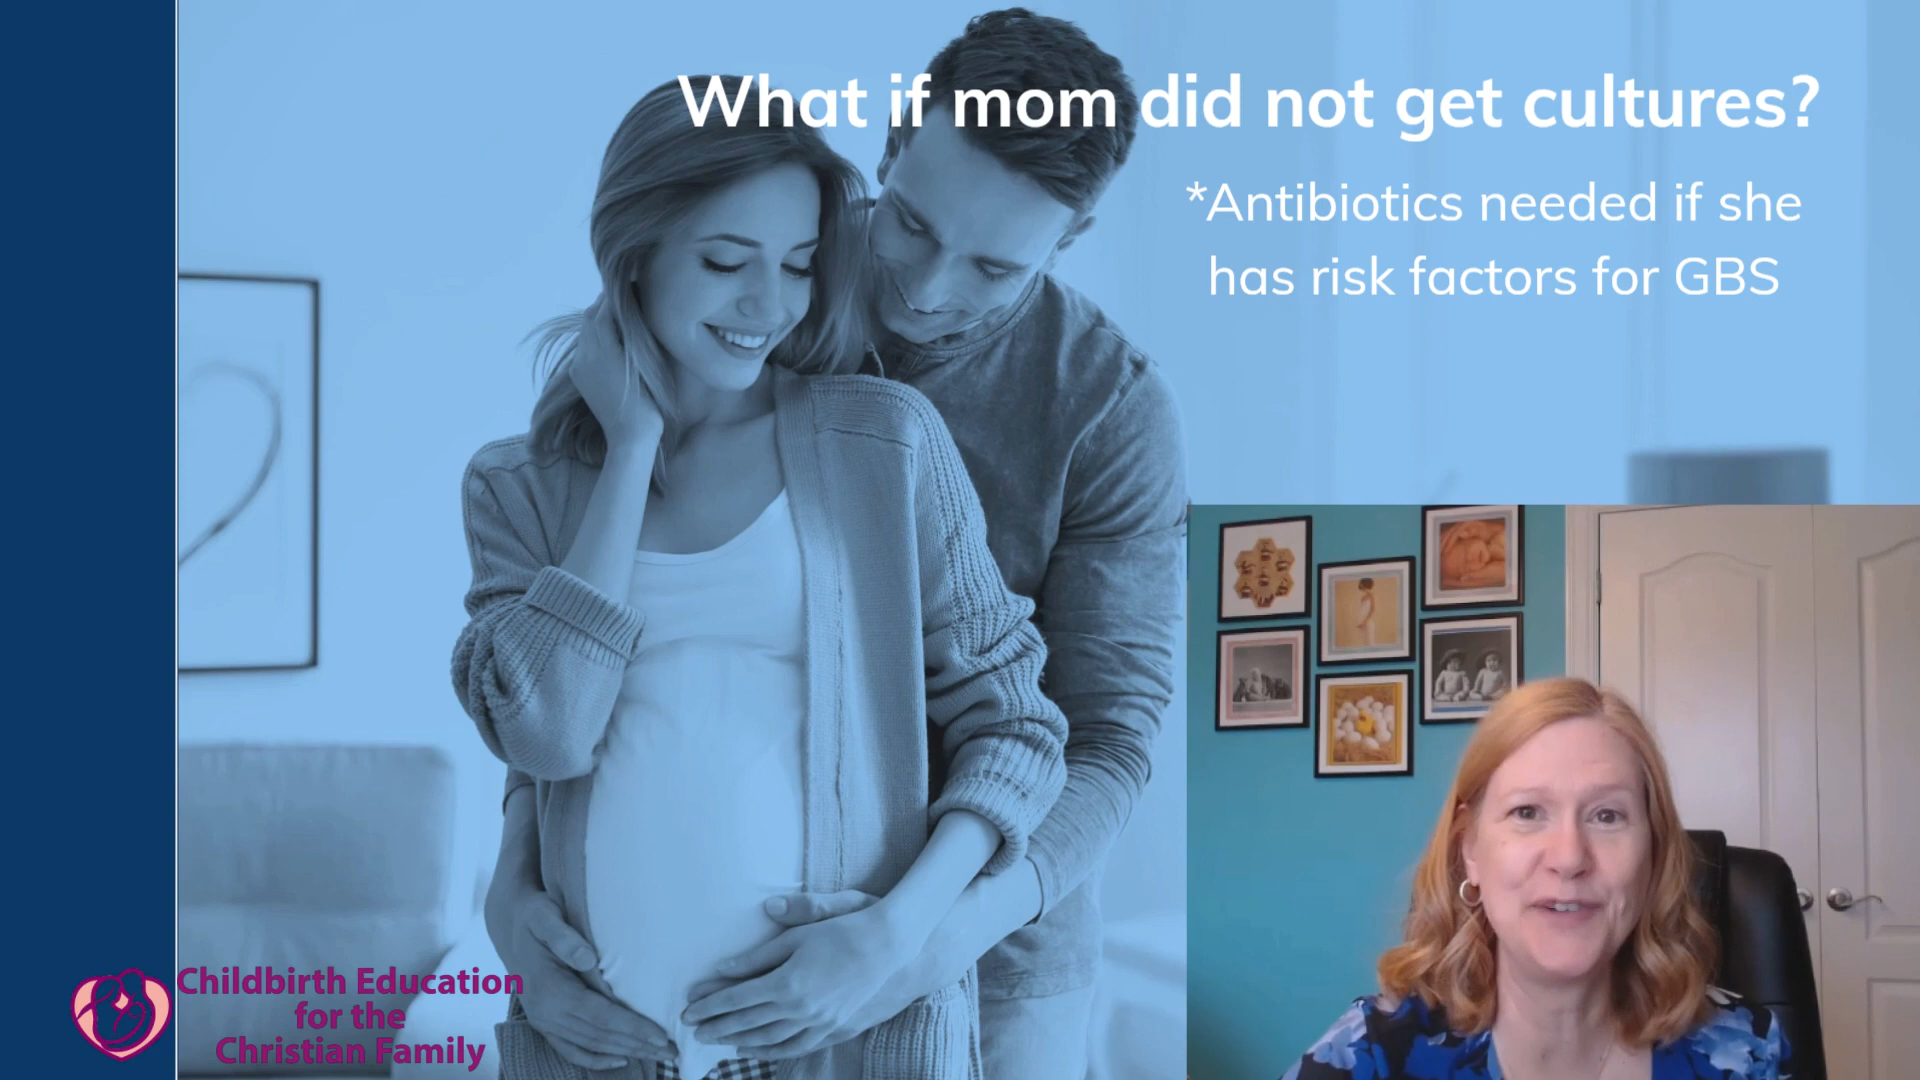 What if mom did not get cultures?
*Antibiotics needed if she
has risk factors for GBS
Childbirth Education
for the
Christian Family